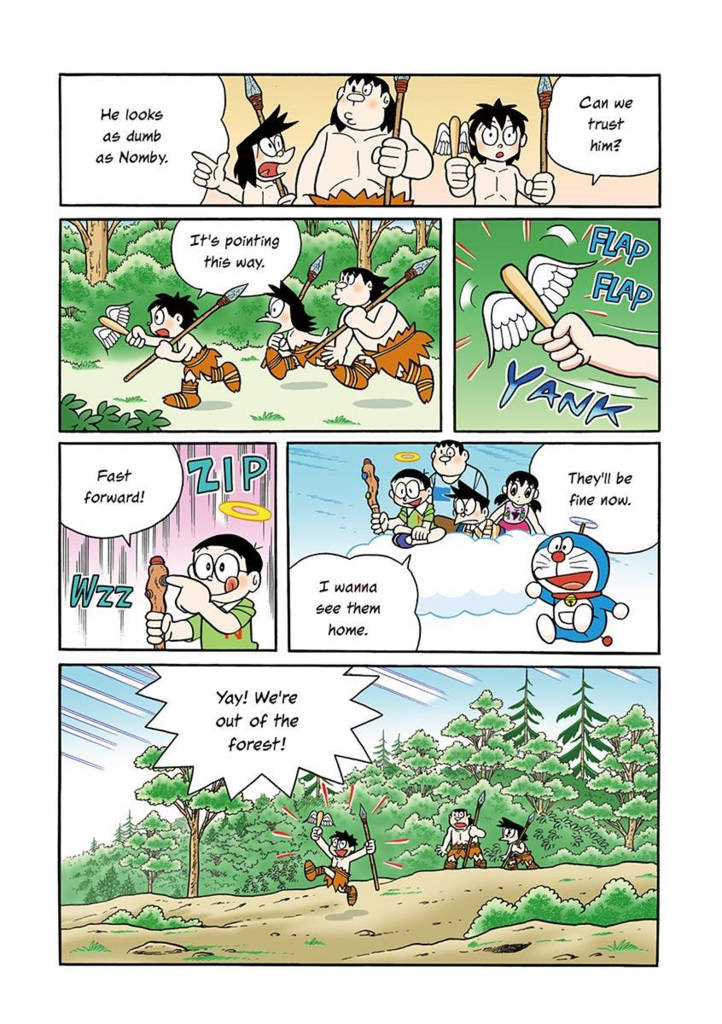 He looks
as dumb
as Nomby.
Can we
trust
him?
It's pointing
this way.
FLAP
FLAP
YANK
Fast
forward!
ZIP
WZZ
They'll be
fine now.
I wanna
see them
home.
Yay! We're
out of the
forest!